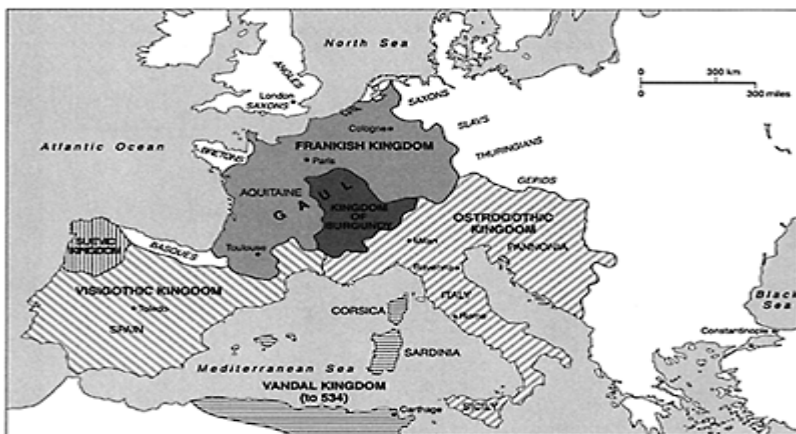 North Sea
0 300 km
0 300 miles
ANGLES
London
SAXONS
SAXONS
SLAVS
THURINGIANS
Cologne
Atlantic Ocean
BRETONS
FRANKISH KINGDOM
Paris
GEPIDS
AQUITAINE
GAUL
KINGDOM
OF
BURGUNDY
OSTROGOTHIC
KINGDOM
Milan
PANNONIA
SUEVIC
KINGDOM
BASQUES
Toulouse
Ravenna
VISIGOTHIC KINGDOM
Toledo
SPAIN
CORSICA
ITALY
Rome
Black
Sea
Constantinople
SARDINIA
Mediterranean Sea
VANDAL KINGDOM
(to 534)
Carthage
SICILY